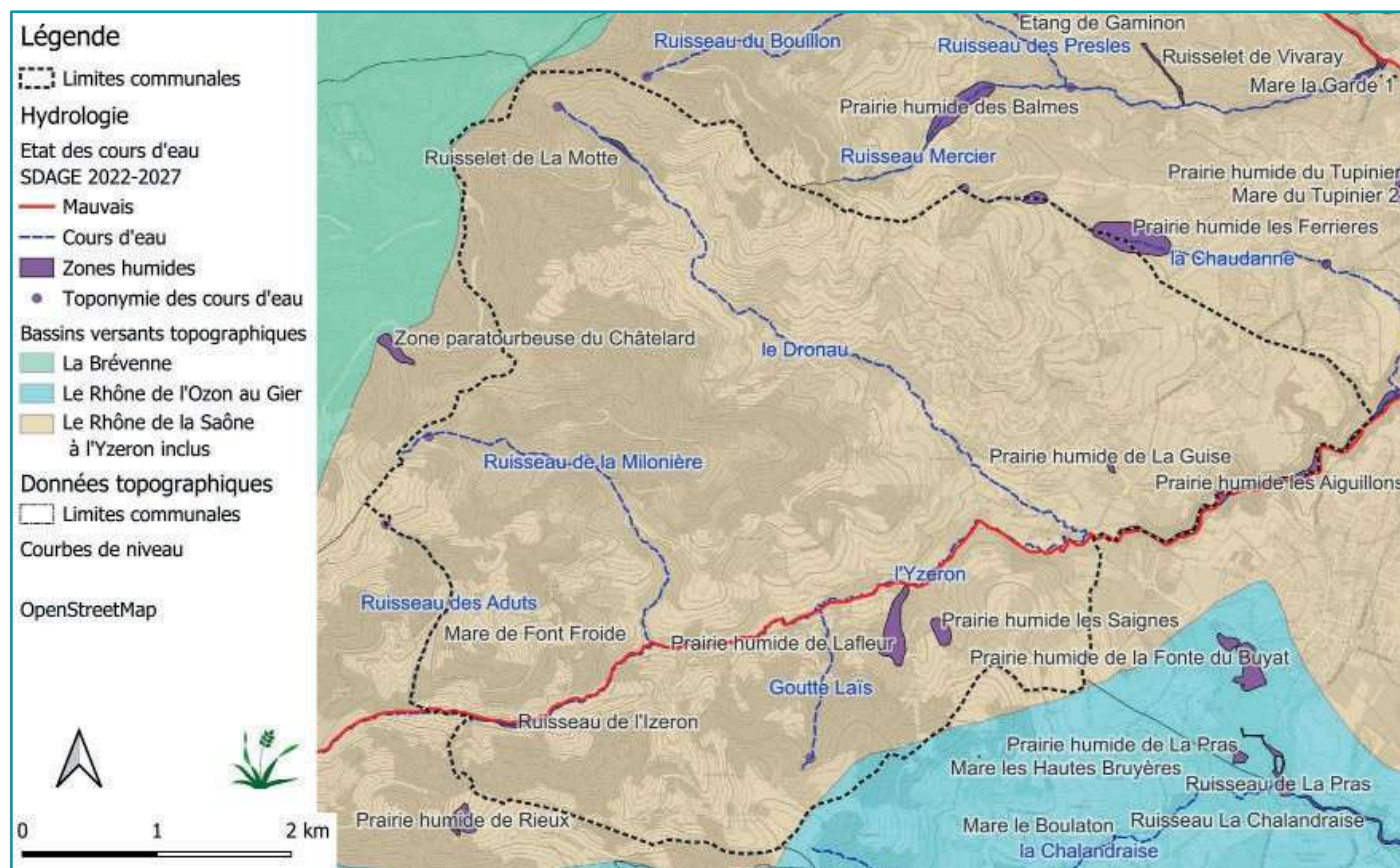 Légende
Limites communales
Hydrologie
Etat des cours d'eau
SDAGE 2022-2027
Mauvais
Cours d'eau
Zones humides
Toponymie des cours d'eau
Bassins versants topographiques
La Brévenne
Le Rhône de l'Ozon au Gier
Le Rhône de la Saône
à l'Yzeron inclus
Données topographiques
Limites communales
Courbes de niveau
OpenStreetMap
0 1 2 km
Etang de Gaminon
Ruisseau du Bouillon
Ruisseau des Presles
Ruisselet de Vivaray
Mare la Garde 1
Prairie humide des Balmes
Ruisselet de La Motte
Ruisseau Mercier
Prairie humide du Tupinier
Mare du Tupinier 2
Prairie humide les Ferrieres
la Chaudanne
Zone paratourbeuse du Châtelard
le Dronau
Ruisseau de la Milonière
Prairie humide de La Guise
Prairie humide les Aiguillons
l'Yzeron
Ruisseau des Aduts
Mare de Font Froide
Prairie humide de Lafleur
Prairie humide les Saignes
Prairie humide de la Fonte du Buyat
Goutte Laïs
Ruisseau de l'Izeron
Prairie humide de La Pras
Mare les Hautes Bruyères
Ruisseau de La Pras
Prairie humide de Rieux
Mare le Boulaton
Ruisseau La Chalandraise
la Chalandraise